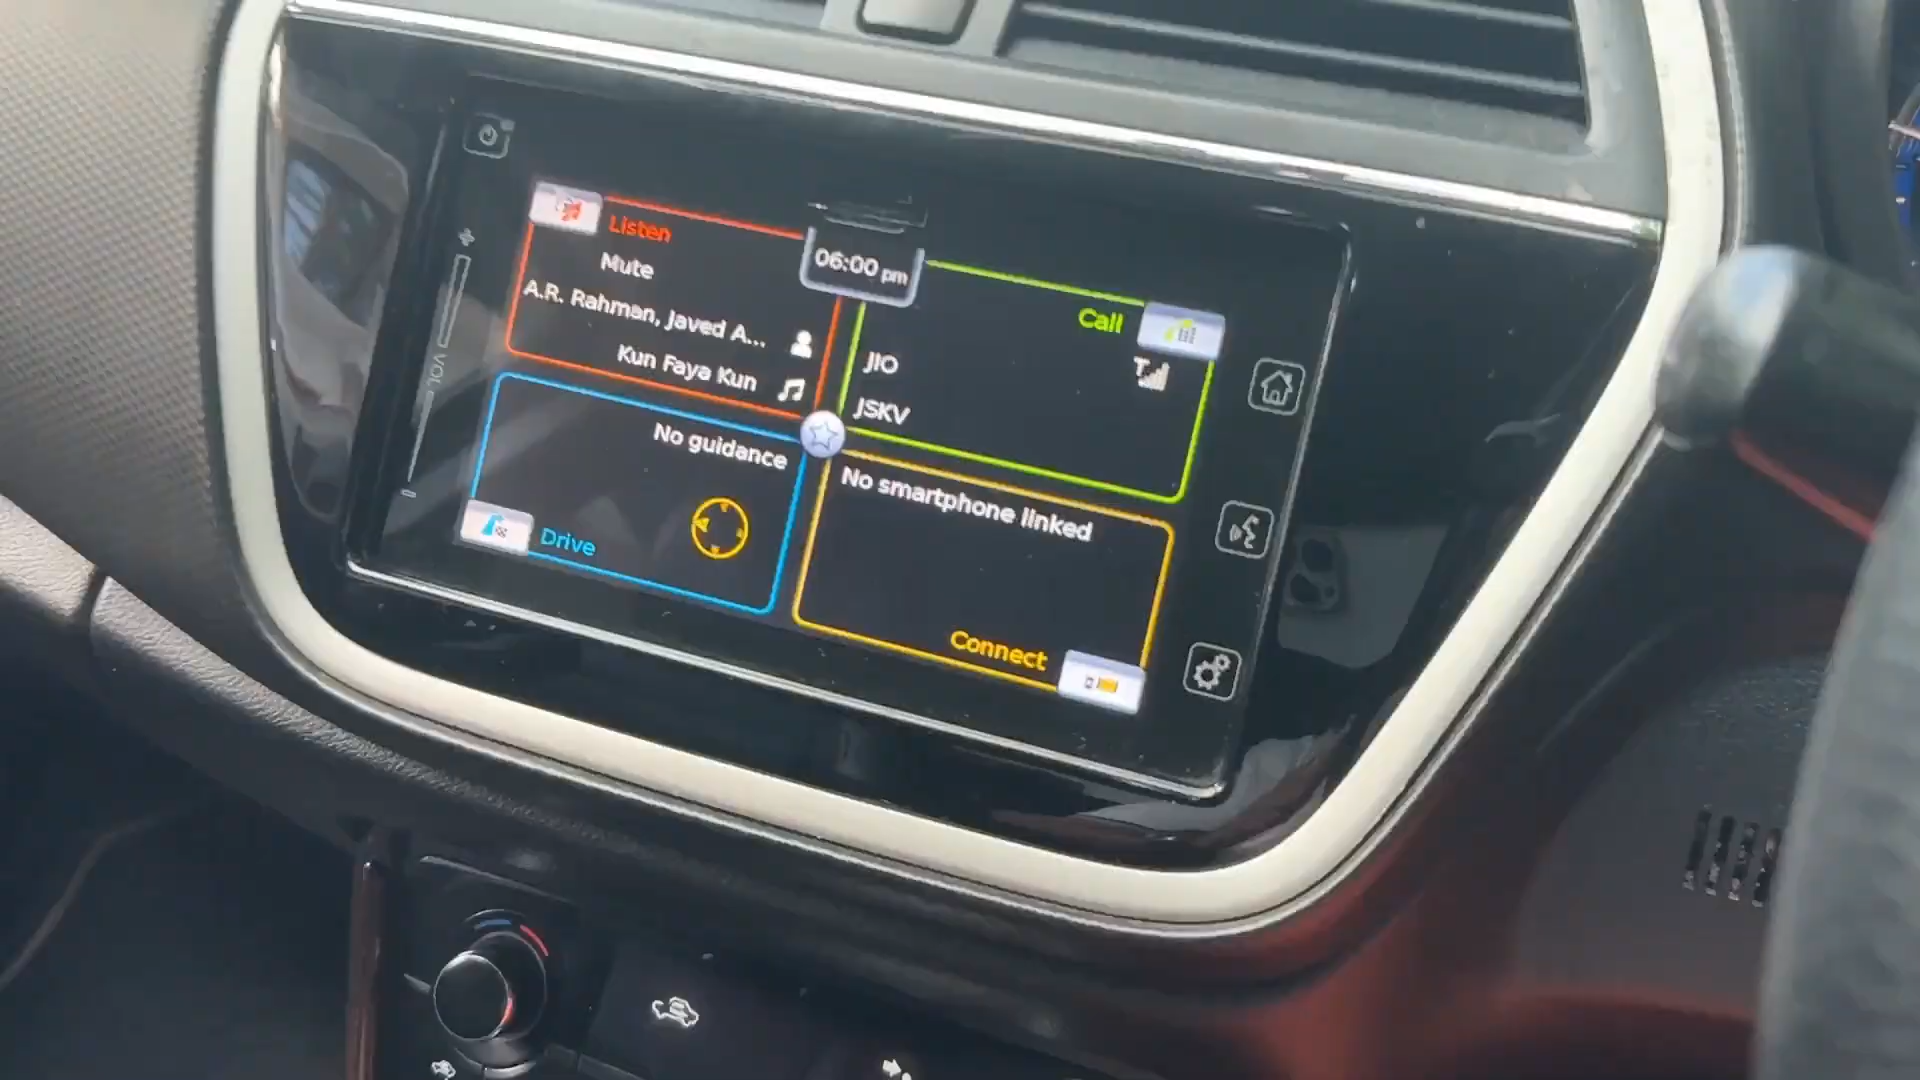 06:00 pm
Listen
Mute
A.R. Rahman, Javed A...
Kun Faya Kun
Call
JIO
JSKV
No guidance
Drive
No smartphone linked
Connect
VOL